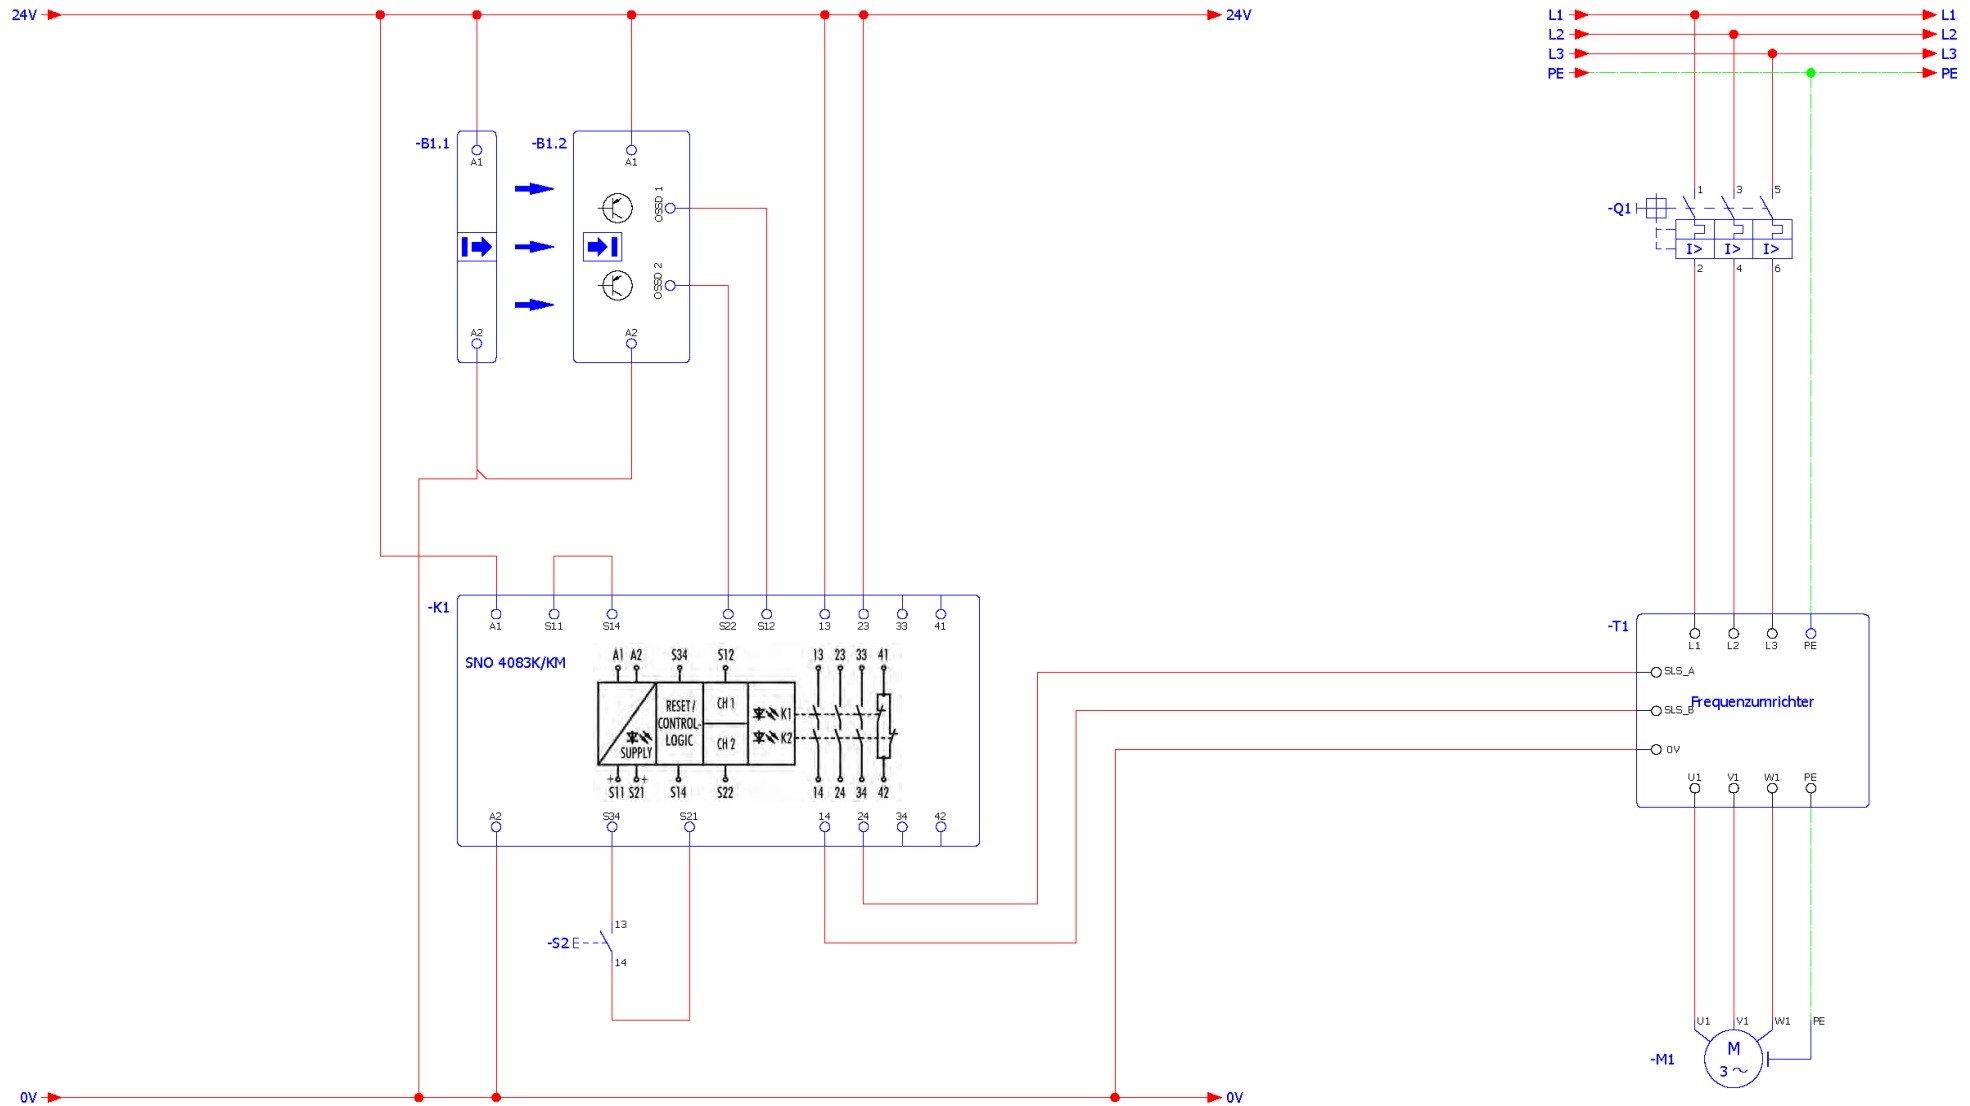 24V
24V
L1
L1
L2
L2
L3
L3
PE
PE
-B1.1
A1
A2
-B1.2
A1
OSSD 1
OSSD 2
A2
-Q1
1
3
5
I>
I>
I>
2
4
6
-K1
A1
S11
S14
S22
S12
13
23
33
41
SNO 4083K/KM
A1
A2
S34
S12
13
23
33
41
RESET/
CONTROL-
LOGIC
CH 1
CH 2
K1
K2
SUPPLY
+
+
S11
S21
S14
S22
14
24
34
42
A2
S34
S21
14
24
34
42
-T1
L1
L2
L3
PE
SLS_A
SLS_B
Frequenzumrichter
0V
U1
V1
W1
PE
-S2
13
14
U1
V1
W1
PE
-M1
M
3 ~
0V
0V